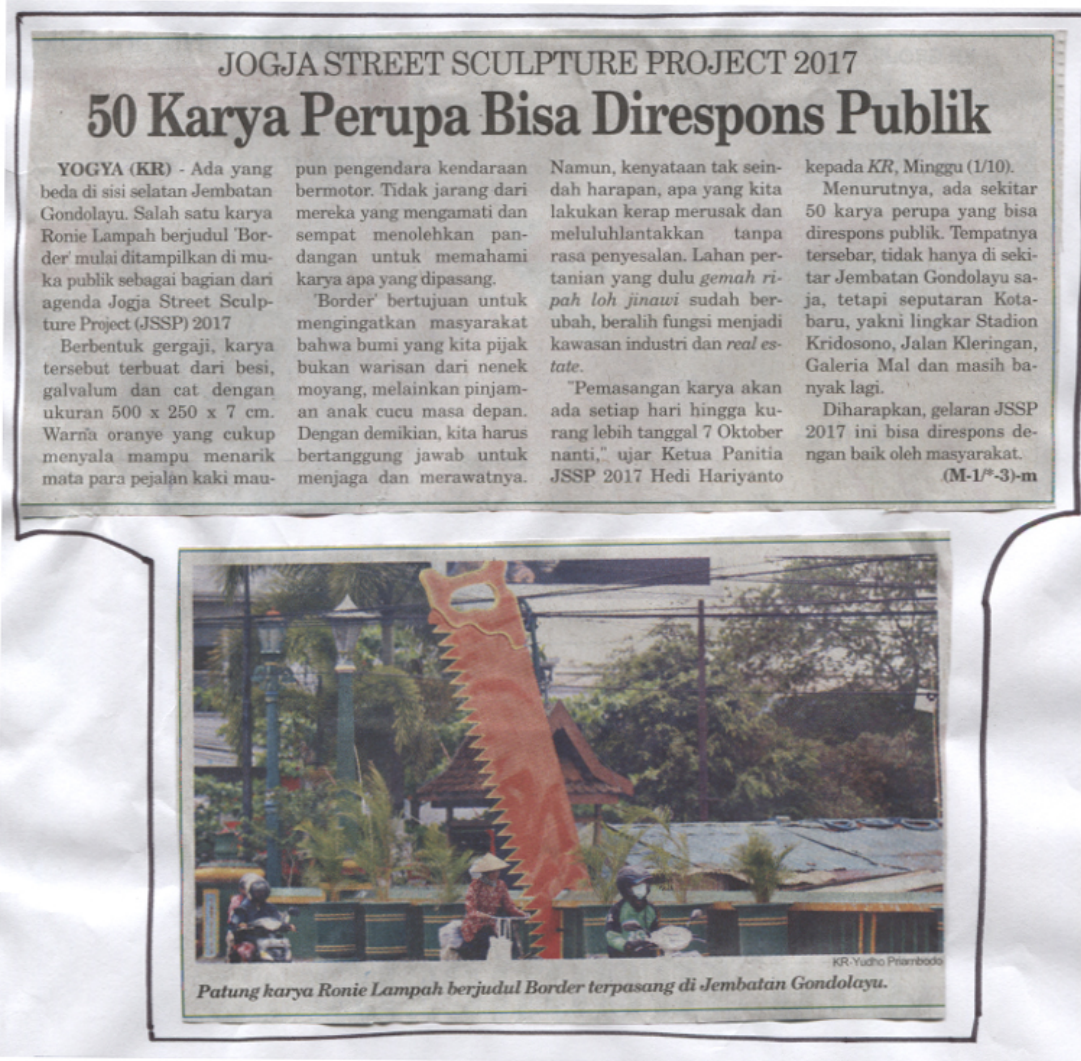 JOGJA STREET SCULPTURE PROJECT 2017
50 Karya Perupa Bisa Direspons Publik
YOGYA (KR) - Ada yang
beda di sisi selatan Jembatan
Gondolayu. Salah satu karya
Ronie Lampah berjudul 'Bor-
der' mulai ditampilkan di mu-
ka publik sebagai bagian dari
agenda Jogja Street Sculp-
ture Project (JSSP) 2017
Berbentuk gergaji, karya
tersebut terbuat dari besi,
galvalum dan cat dengan
ukuran 500 x 250 x 7 cm.
Warna oranye yang cukup
menyala mampu menarik
mata para pejalan kaki mau-
pun pengendara kendaraan
bermotor. Tidak jarang dari
mereka yang mengamati dan
sempat menolehkan pan-
dangan untuk memahami
karya apa yang dipasang.
'Border' bertujuan untuk
mengingatkan masyarakat
bahwa bumi yang kita pijak
bukan warisan dari nenek
moyang, melainkan pinjam-
an anak cucu masa depan.
Dengan demikian, kita harus
bertanggung jawab untuk
menjaga dan merawatnya.
Namun, kenyataan tak sein-
dah harapan, apa yang kita
lakukan kerap merusak dan
meluluhlantakkan tanpa
rasa penyesalan. Lahan per-
tanian yang dulu gemah ri-
pah loh jinawi sudah ber-
ubah, beralih fungsi menjadi
kawasan industri dan real es-
tate.
"Pemasangan karya akan
ada setiap hari hingga ku-
rang lebih tanggal 7 Oktober
nanti," ujar Ketua Panitia
JSSP 2017 Hedi Hariyanto
kepada KR, Minggu (1/10).
Menurutnya, ada sekitar
50 karya perupa yang bisa
direspons publik. Tempatnya
tersebar, tidak hanya di seki-
tar Jembatan Gondolayu sa-
ja, tetapi seputaran Kota-
baru, yakni lingkar Stadion
Kridosono, Jalan Kleringan,
Galeria Mal dan masih ba-
nyak lagi.
Diharapkan, gelaran JSSP
2017 ini bisa direspons de-
ngan baik oleh masyarakat.
(M-1/*-3)-m
KR-Yudho Priambodo
Patung karya Ronie Lampah berjudul Border terpasang di Jembatan Gondolayu.